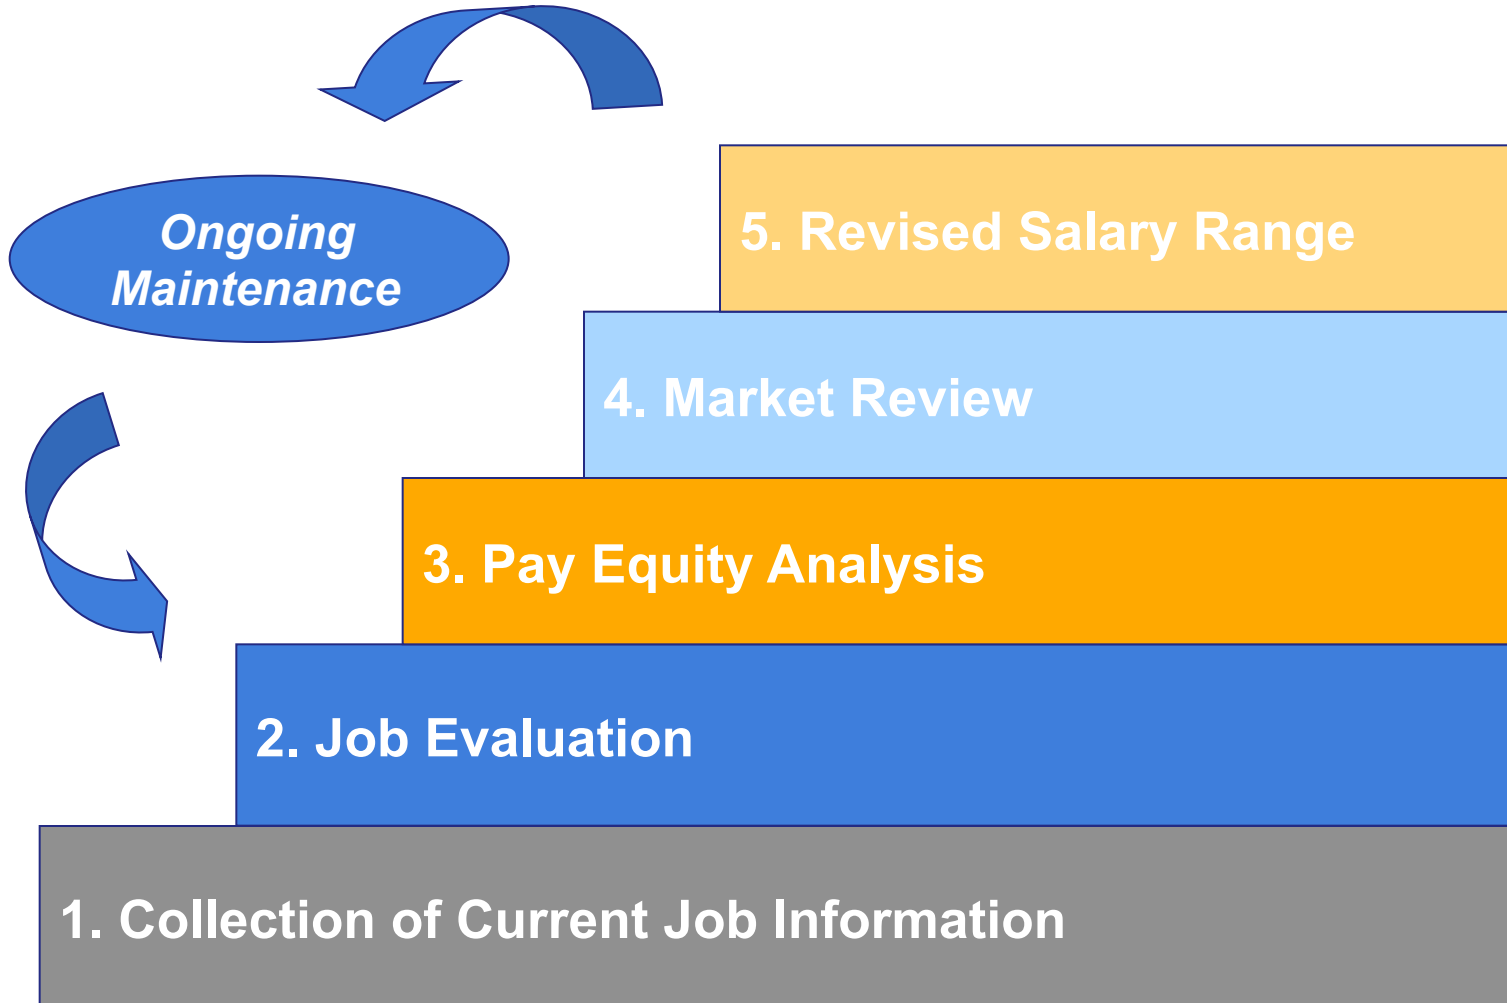 Ongoing
Maintenance
5. Revised Salary Range
4. Market Review
3. Pay Equity Analysis
2. Job Evaluation
1. Collection of Current Job Information